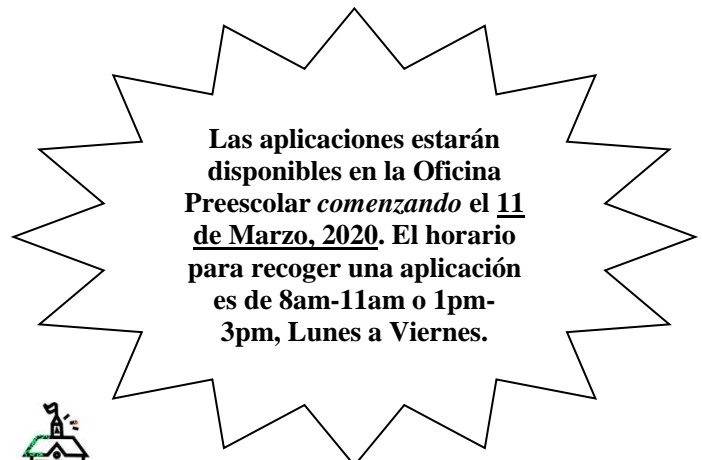 Las aplicaciones estarán
disponibles en la Oficina
Preescolar comenzando el 11
de Marzo, 2020. El horario
para recoger una aplicación
es de 8am-11am o 1pm-
3pm, Lunes a Viernes.